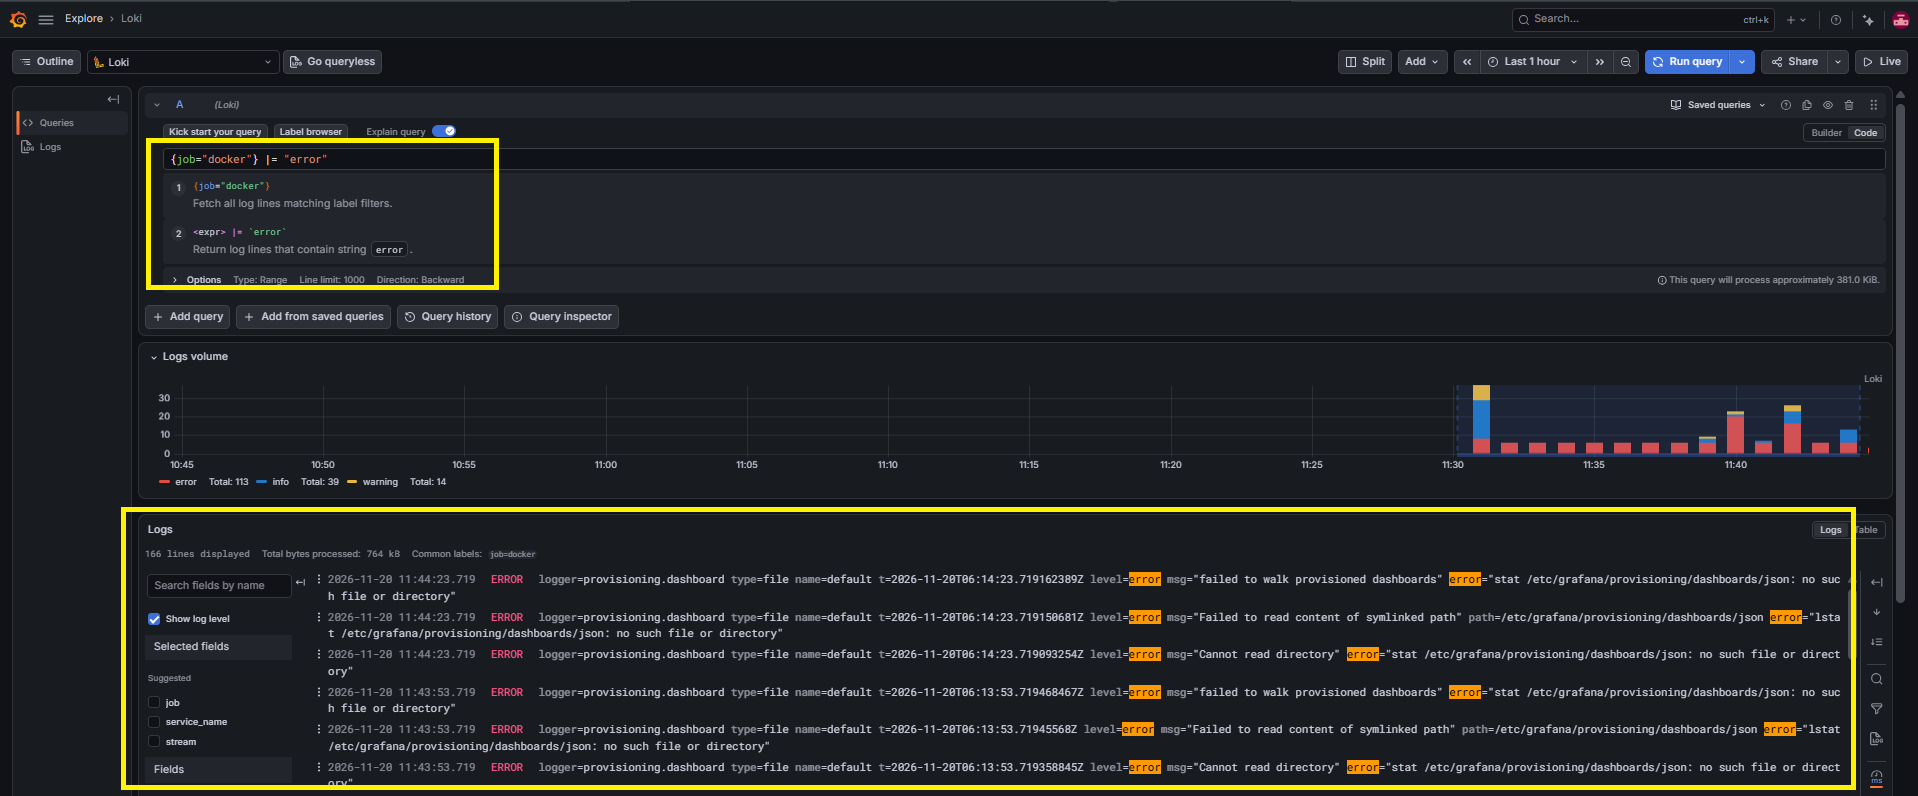 Explore › Loki
Search... ctrl+k
Outline Loki Go queryless Split Add Last 1 hour Run query Share Live
Queries
Logs
A (Loki) Saved queries
Kick start your query Label browser Explain query Builder Code
{job="docker"} |= "error"
1 {job="docker"}
Fetch all log lines matching label filters.
2 <expr> |= `error`
Return log lines that contain string error .
Options Type: Range Line limit: 1000 Direction: Backward This query will process approximately 381.0 KiB.
+ Add query + Add from saved queries Query history Query inspector
Logs volume
Loki
30
20
10
0
10:45 10:50 10:55 11:00 11:05 11:10 11:15 11:20 11:25 11:30 11:35 11:40
error Total: 113 info Total: 39 warning Total: 14
Logs
Logs Table
166 lines displayed Total bytes processed: 764 kB Common labels: job=docker
Search fields by name
Show log level
Selected fields
Suggested
job
service_name
stream
Fields
2026-11-20 11:44:23.719 ERROR logger=provisioning.dashboard type=file name=default t=2026-11-20T06:14:23.719162389Z level=error msg="failed to walk provisioned dashboards" error="stat /etc/grafana/provisioning/dashboards/json: no suc
h file or directory"
2026-11-20 11:44:23.719 ERROR logger=provisioning.dashboard type=file name=default t=2026-11-20T06:14:23.719150681Z level=error msg="Failed to read content of symlinked path" path=/etc/grafana/provisioning/dashboards/json error="lsta
t /etc/grafana/provisioning/dashboards/json: no such file or directory"
2026-11-20 11:44:23.719 ERROR logger=provisioning.dashboard type=file name=default t=2026-11-20T06:14:23.719093254Z level=error msg="Cannot read directory" error="stat /etc/grafana/provisioning/dashboards/json: no such file or direct
ory"
2026-11-20 11:43:53.719 ERROR logger=provisioning.dashboard type=file name=default t=2026-11-20T06:13:53.719468467Z level=error msg="failed to walk provisioned dashboards" error="stat /etc/grafana/provisioning/dashboards/json: no suc
h file or directory"
2026-11-20 11:43:53.719 ERROR logger=provisioning.dashboard type=file name=default t=2026-11-20T06:13:53.71945568Z level=error msg="Failed to read content of symlinked path" path=/etc/grafana/provisioning/dashboards/json error="lstat
/etc/grafana/provisioning/dashboards/json: no such file or directory"
2026-11-20 11:43:53.719 ERROR logger=provisioning.dashboard type=file name=default t=2026-11-20T06:13:53.719358845Z level=error msg="Cannot read directory" error="stat /etc/grafana/provisioning/dashboards/json: no such file or direct
ory"
ms